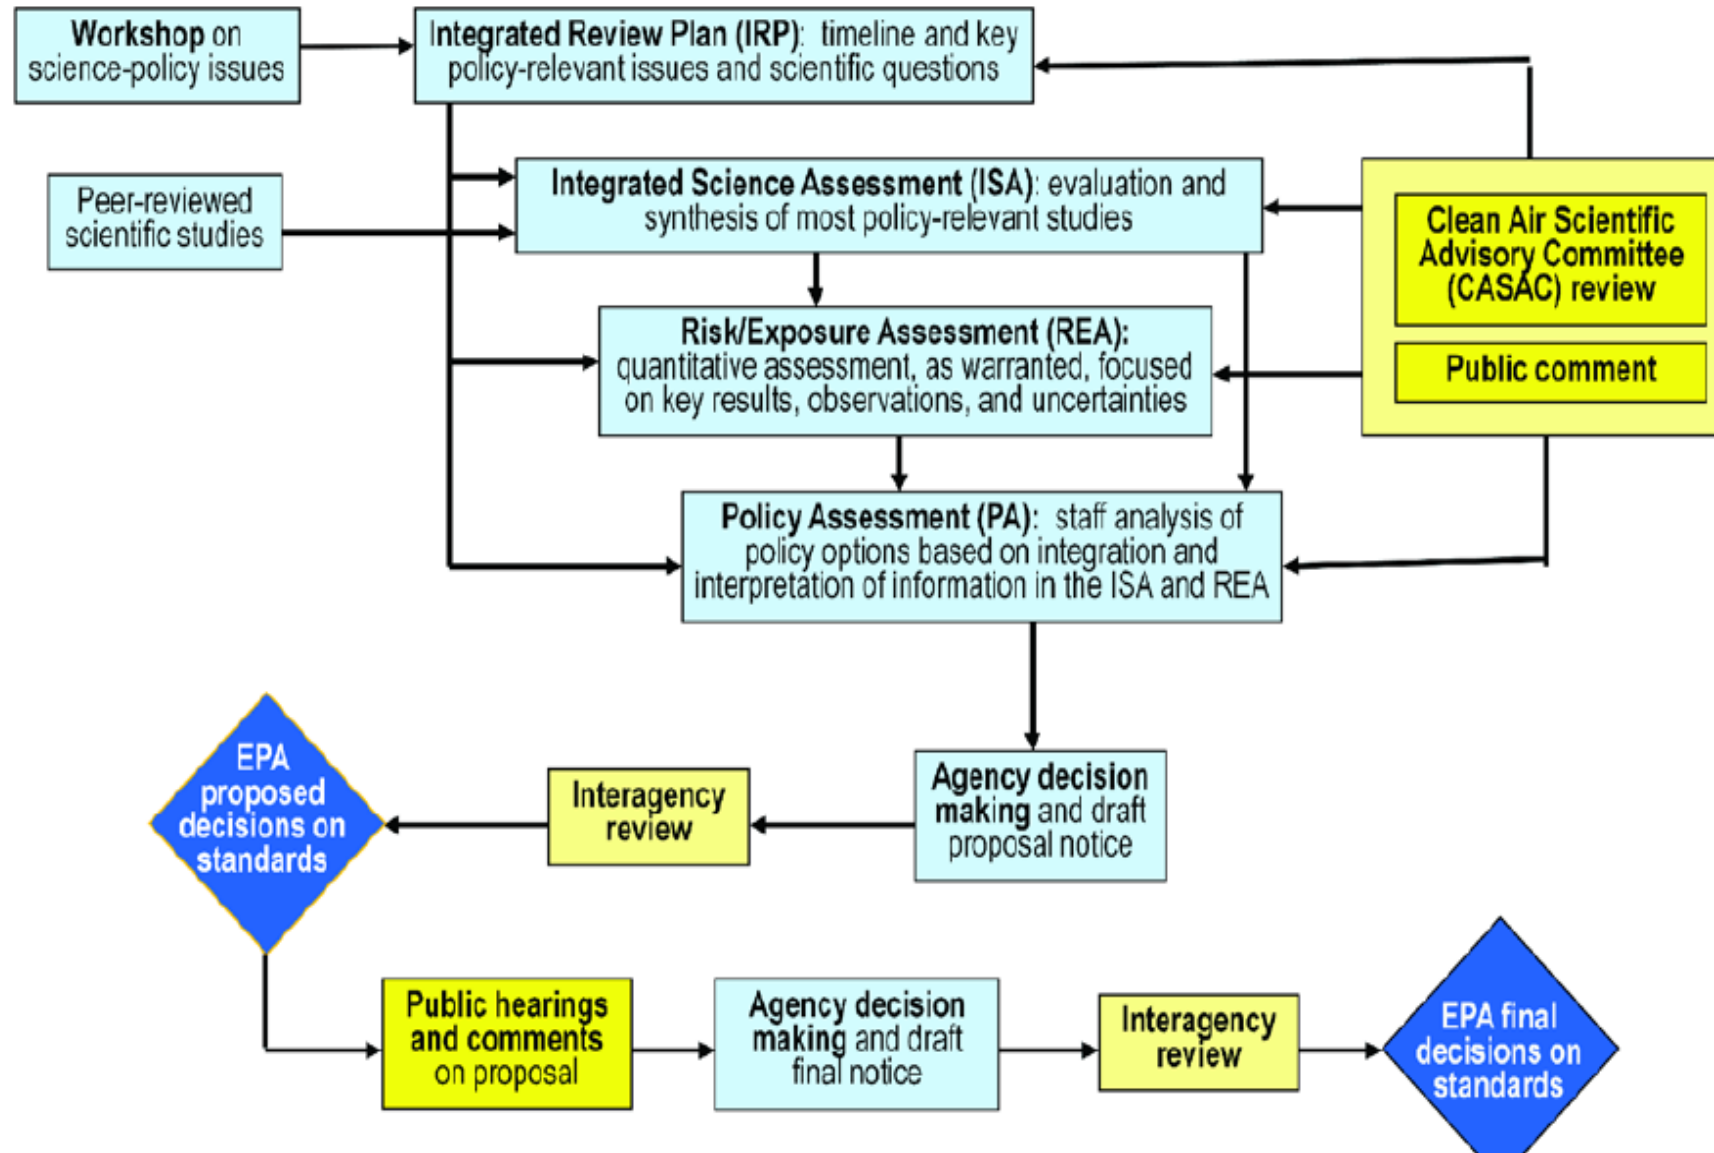 Workshop on
science-policy issues
Integrated Review Plan (IRP): timeline and key
policy-relevant issues and scientific questions
Peer-reviewed
scientific studies
Integrated Science Assessment (ISA): evaluation and
synthesis of most policy-relevant studies
Clean Air Scientific
Advisory Committee
(CASAC) review
Public comment
Risk/Exposure Assessment (REA):
quantitative assessment, as warranted, focused
on key results, observations, and uncertainties
Policy Assessment (PA): staff analysis of
policy options based on integration and
interpretation of information in the ISA and REA
Agency decision
making and draft
proposal notice
Interagency
review
EPA
proposed
decisions on
standards
Public hearings
and comments
on proposal
Agency decision
making and draft
final notice
Interagency
review
EPA final
decisions on
standards